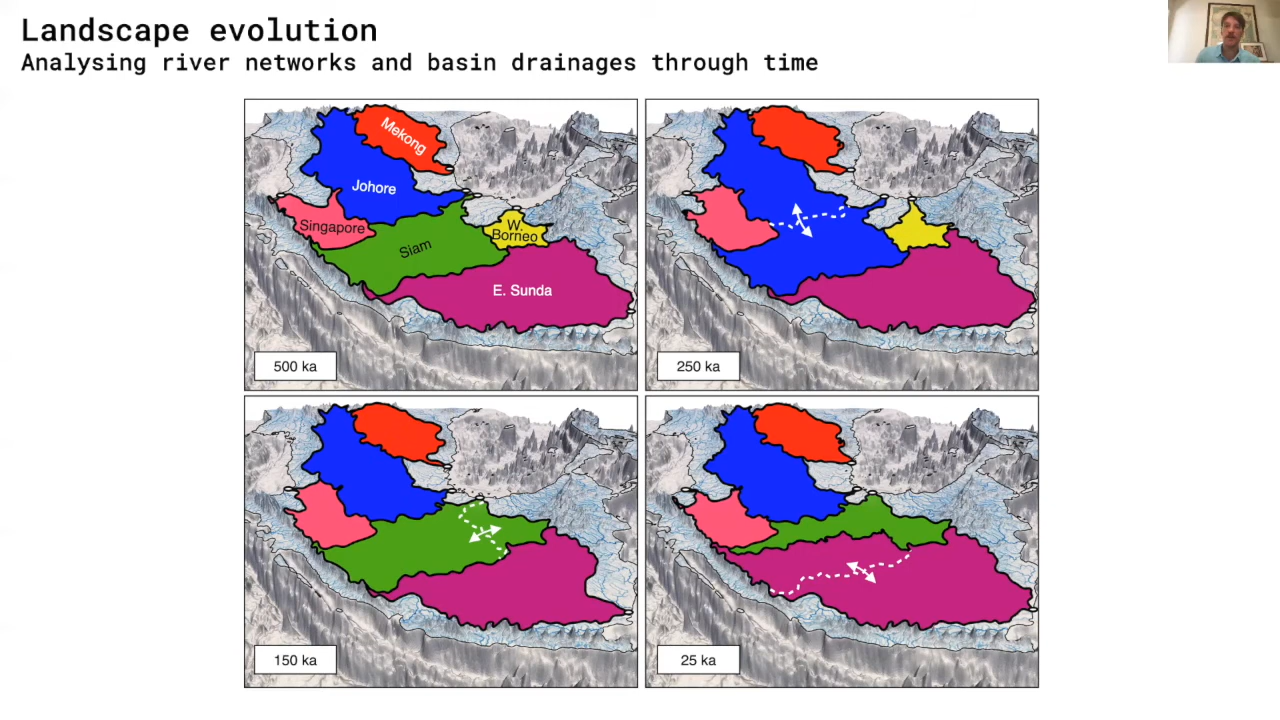 Landscape evolution
Analysing river networks and basin drainages through time
Mekong
Johore
Singapore
Siam
W.
Borneo
E. Sunda
500 ka
250 ka
150 ka
25 ka